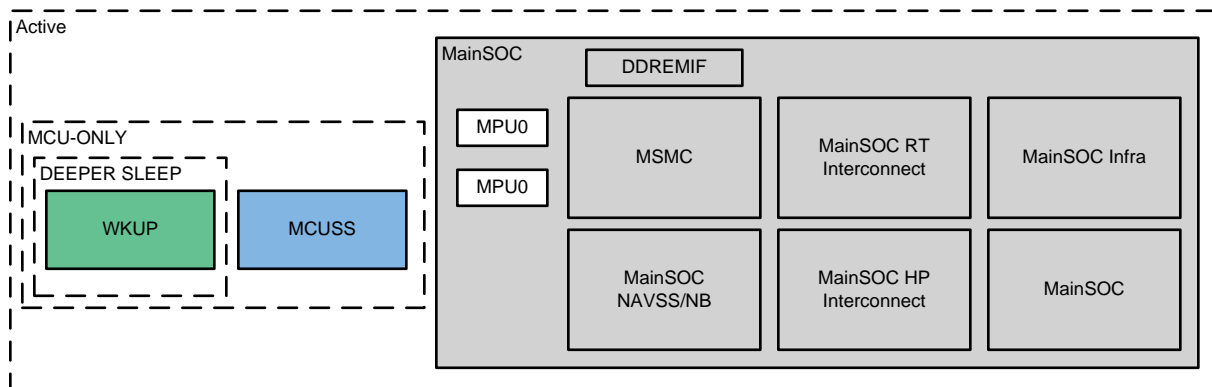 Active
MainSOC
DDREMIF
MCU-ONLY
DEEPER SLEEP
WKUP
MCUSS
MPU0
MPU0
MSMC
MainSOC RT
Interconnect
MainSOC Infra
MainSOC
NAVSS/NB
MainSOC HP
Interconnect
MainSOC